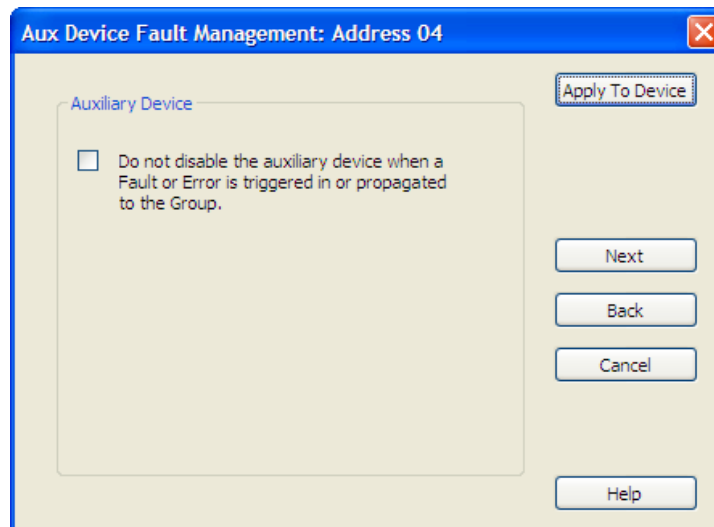 Aux Device Fault Management: Address 04
Apply To Device
Auxiliary Device
Do not disable the auxiliary device when a
Fault or Error is triggered in or propagated
to the Group.
Next
Back
Cancel
Help